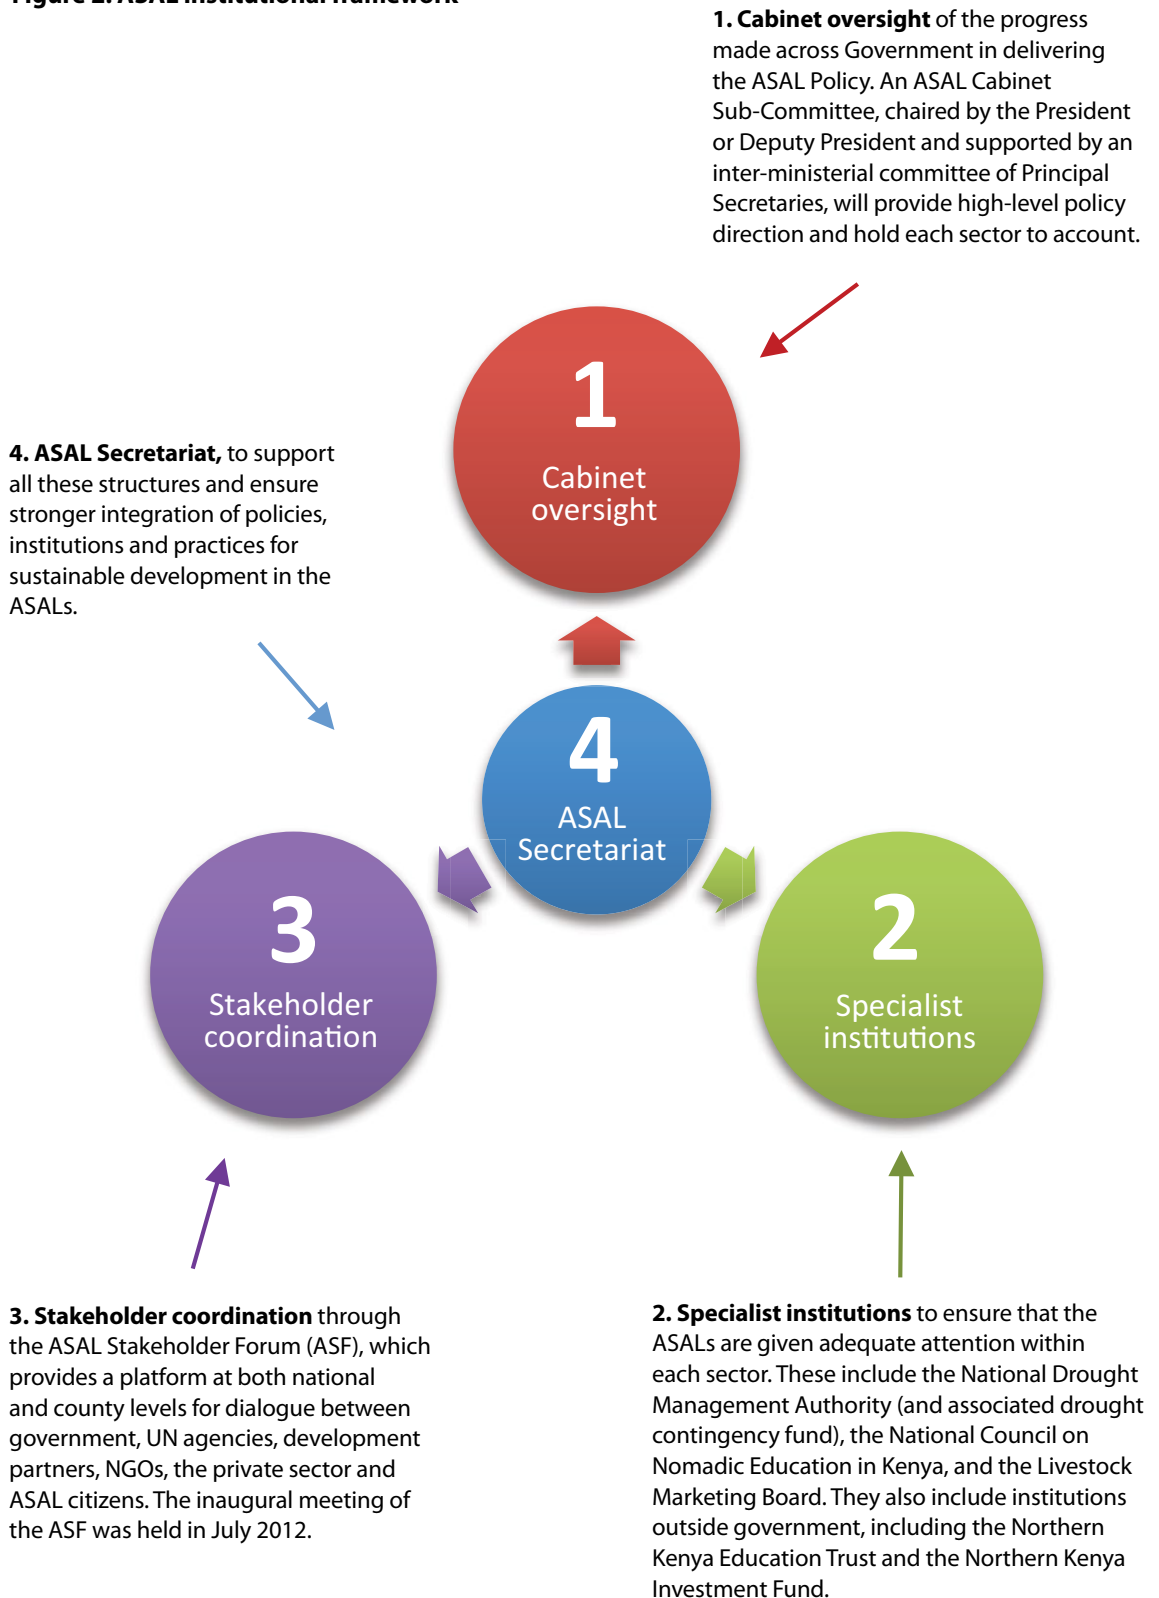 Figure 2: ASAL institutional framework
1. Cabinet oversight of the progress
made across Government in delivering
the ASAL Policy. An ASAL Cabinet
Sub-Committee, chaired by the President
or Deputy President and supported by an
inter-ministerial committee of Principal
Secretaries, will provide high-level policy
direction and hold each sector to account.
1
Cabinet
oversight
4. ASAL Secretariat, to support
all these structures and ensure
stronger integration of policies,
institutions and practices for
sustainable development in the
ASALs.
4
ASAL
Secretariat
3
Stakeholder
coordination
2
Specialist
institutions
3. Stakeholder coordination through
the ASAL Stakeholder Forum (ASF), which
provides a platform at both national
and county levels for dialogue between
government, UN agencies, development
partners, NGOs, the private sector and
ASAL citizens. The inaugural meeting of
the ASF was held in July 2012.
2. Specialist institutions to ensure that the
ASALs are given adequate attention within
each sector. These include the National Drought
Management Authority (and associated drought
contingency fund), the National Council on
Nomadic Education in Kenya, and the Livestock
Marketing Board. They also include institutions
outside government, including the Northern
Kenya Education Trust and the Northern Kenya
Investment Fund.